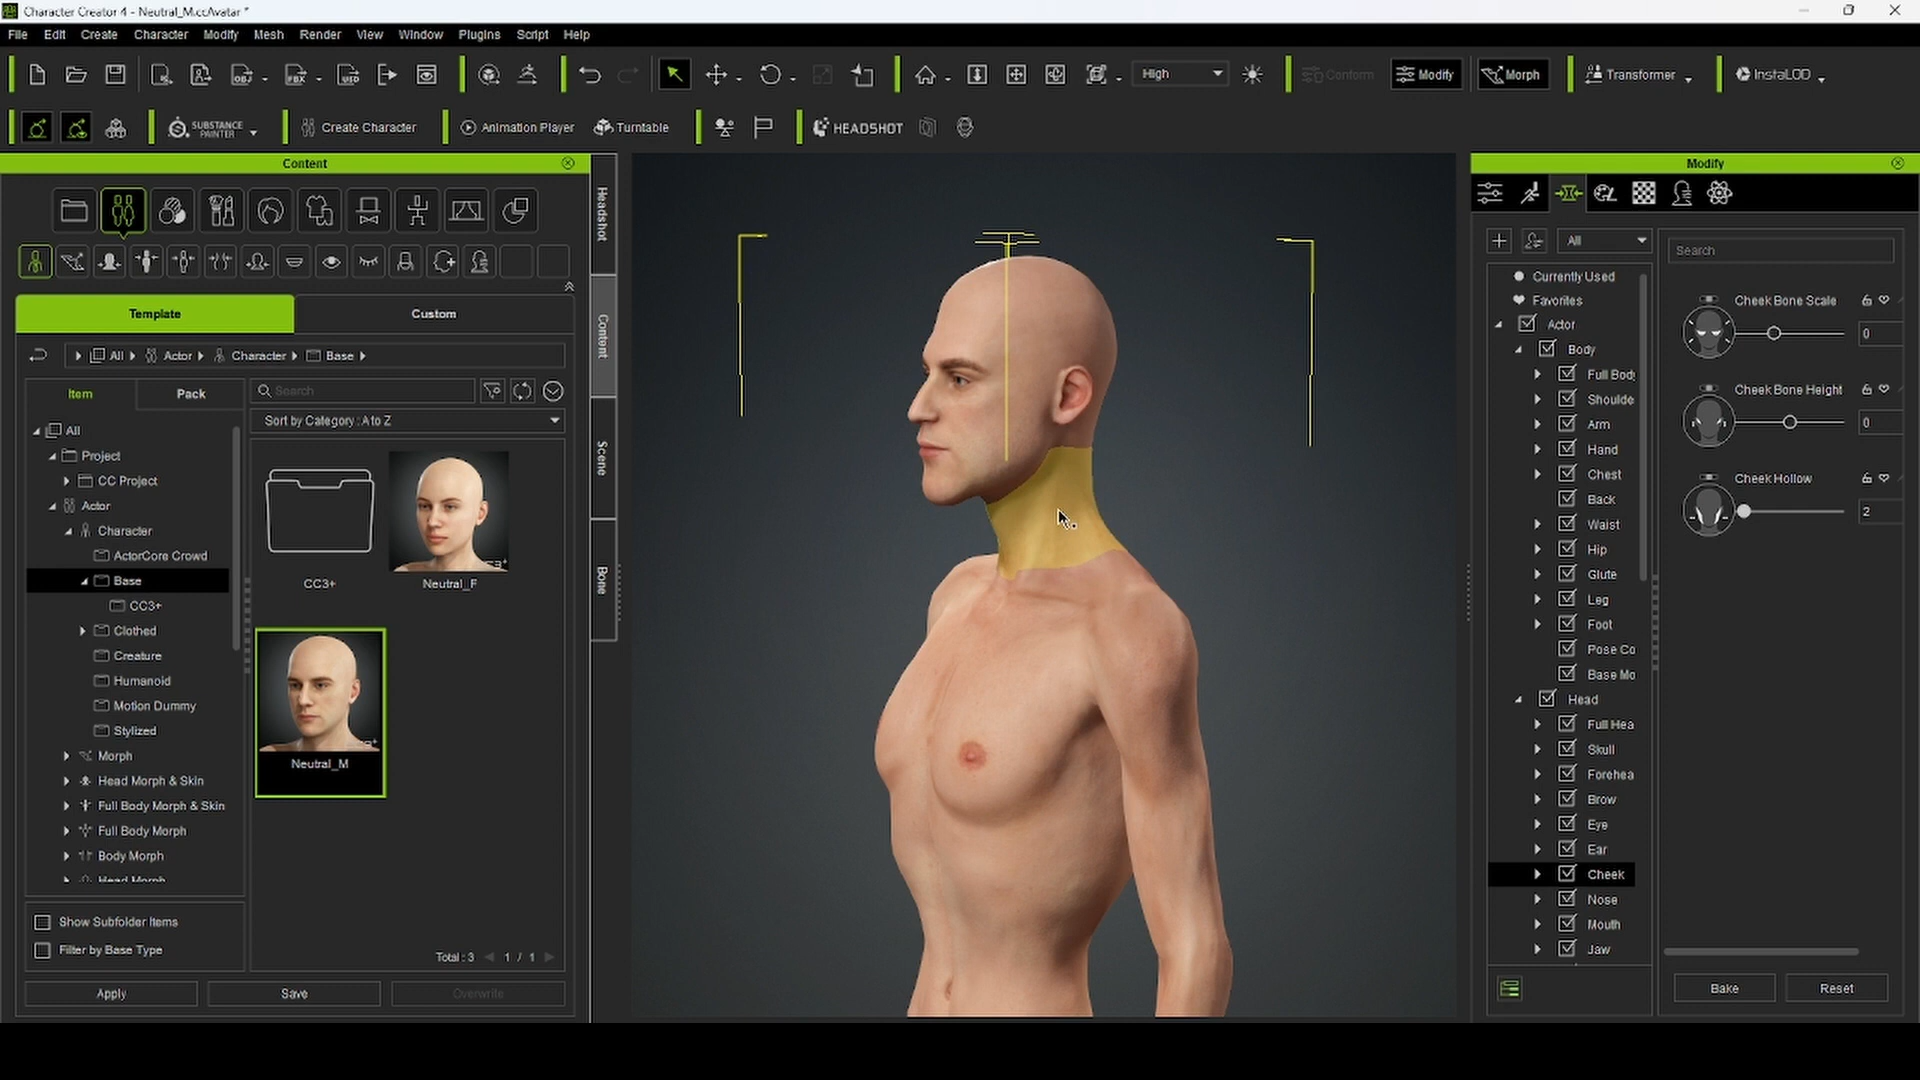 Character Creator 4 - Neutral_M.ccAvatar *
File Edit Create Character Modify Mesh Render View Window Plugins Script Help
OBJ FBX USD High Conform Modify Morph Transformer InstaLOD
SUBSTANCE PAINTER Create Character Animation Player Turntable HEADSHOT
Content
Template Custom
All Actor Character Base
Item Pack
Search
Sort by Category : A to Z
All
Project
CC Project
Actor
Character
ActorCore Crowd
Base
CC3+
Clothed
Creature
Humanoid
Motion Dummy
Stylized
Morph
Head Morph & Skin
Full Body Morph & Skin
Full Body Morph
Body Morph
Head Morph
CC3+
Neutral_F
Neutral_M
Show Subfolder Items
Filter by Base Type
Total : 3 1 / 1
Apply Save Overwrite
Headshot
Content
Scene
Bone
Modify
All
Currently Used
Favorites
Actor
Body
Full Body
Shoulde
Arm
Hand
Chest
Back
Waist
Hip
Glute
Leg
Foot
Pose Co
Base Mo
Head
Full Hea
Skull
Forehea
Brow
Eye
Ear
Cheek
Nose
Mouth
Jaw
Search
Cheek Bone Scale
0
Cheek Bone Height
0
Cheek Hollow
2
Bake Reset